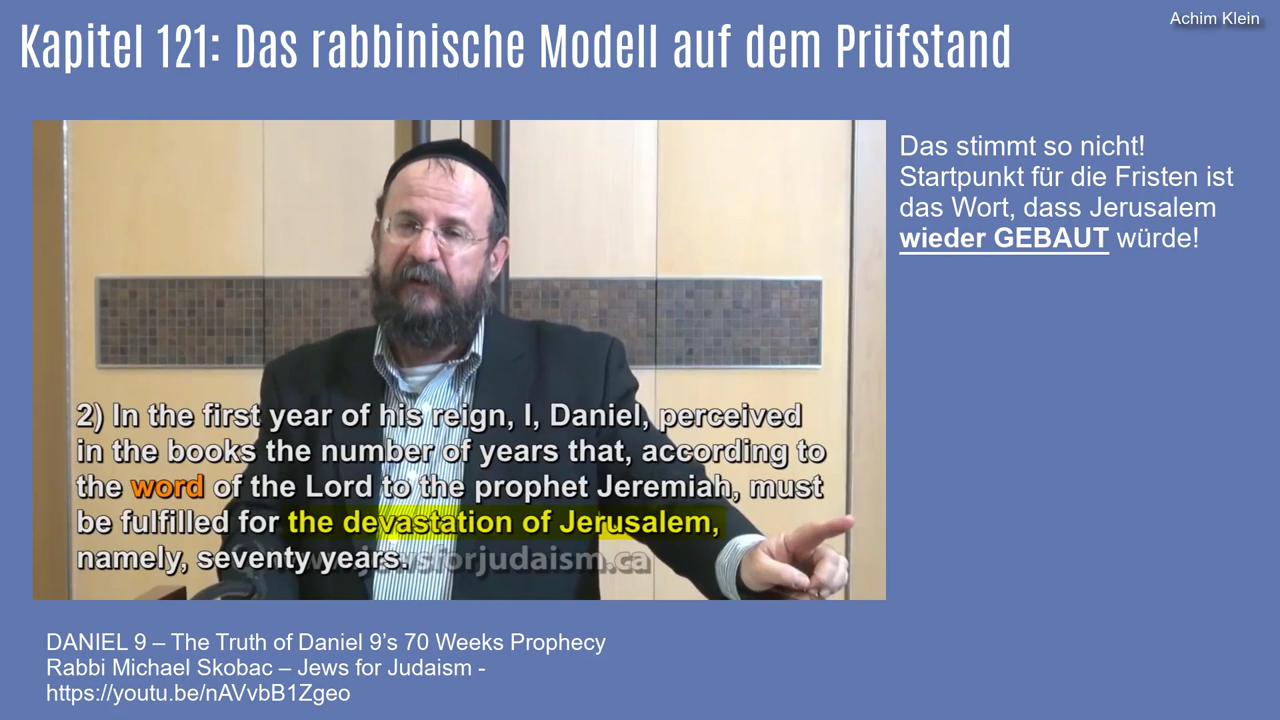 Achim Klein
Kapitel 121: Das rabbinische Modell auf dem Prüfstand
Das stimmt so nicht!
Startpunkt für die Fristen ist
das Wort, dass Jerusalem
wieder GEBAUT würde!
2) In the first year of his reign, I, Daniel, perceived
in the books the number of years that, according to
the word of the Lord to the prophet Jeremiah, must
be fulfilled for the devastation of Jerusalem,
namely, seventy years.
jewsforjudaism.ca
DANIEL 9 – The Truth of Daniel 9’s 70 Weeks Prophecy
Rabbi Michael Skobac – Jews for Judaism -
https://youtu.be/nAVvbB1Zgeo